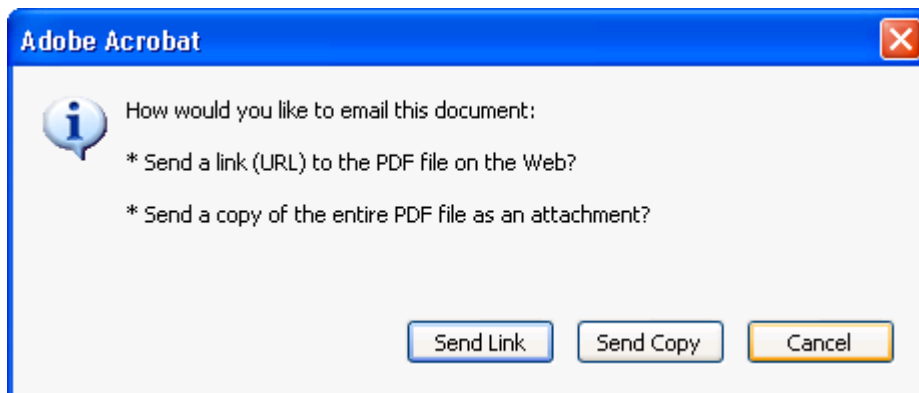 Adobe Acrobat
How would you like to email this document:
* Send a link (URL) to the PDF file on the Web?
* Send a copy of the entire PDF file as an attachment?
Send Link Send Copy Cancel